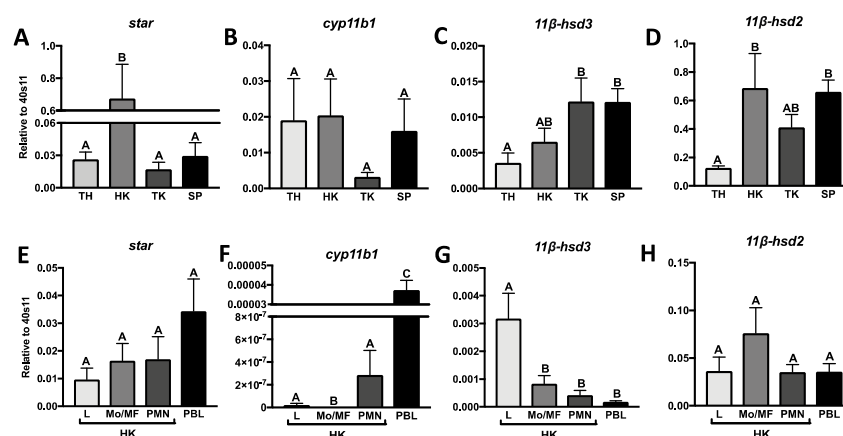 A star
Relative to 40s11
1.0
0.8
0.6
0.06
0.03
0.00
A B A A
TH HK TK SP
B cyp11b1
0.04
0.03
0.02
0.01
0.00
A A A A
TH HK TK SP
C 11β-hsd3
0.020
0.015
0.010
0.005
0.000
A AB B B
TH HK TK SP
D 11β-hsd2
1.0
0.8
0.6
0.4
0.2
0.0
A B AB B
TH HK TK SP
E star
Relative to 40s11
0.05
0.04
0.03
0.02
0.01
0.00
A A A A
L Mo/MF PMN PBL
HK
F cyp11b1
0.00005
0.00003
8×10⁻⁷
6×10⁻⁷
4×10⁻⁷
2×10⁻⁷
0
A B A C
L Mo/MF PMN PBL
HK
G 11β-hsd3
0.005
0.004
0.003
0.002
0.001
0.000
A B B B
L Mo/MF PMN PBL
HK
H 11β-hsd2
0.15
0.10
0.05
0.00
A A A A
L Mo/MF PMN PBL
HK